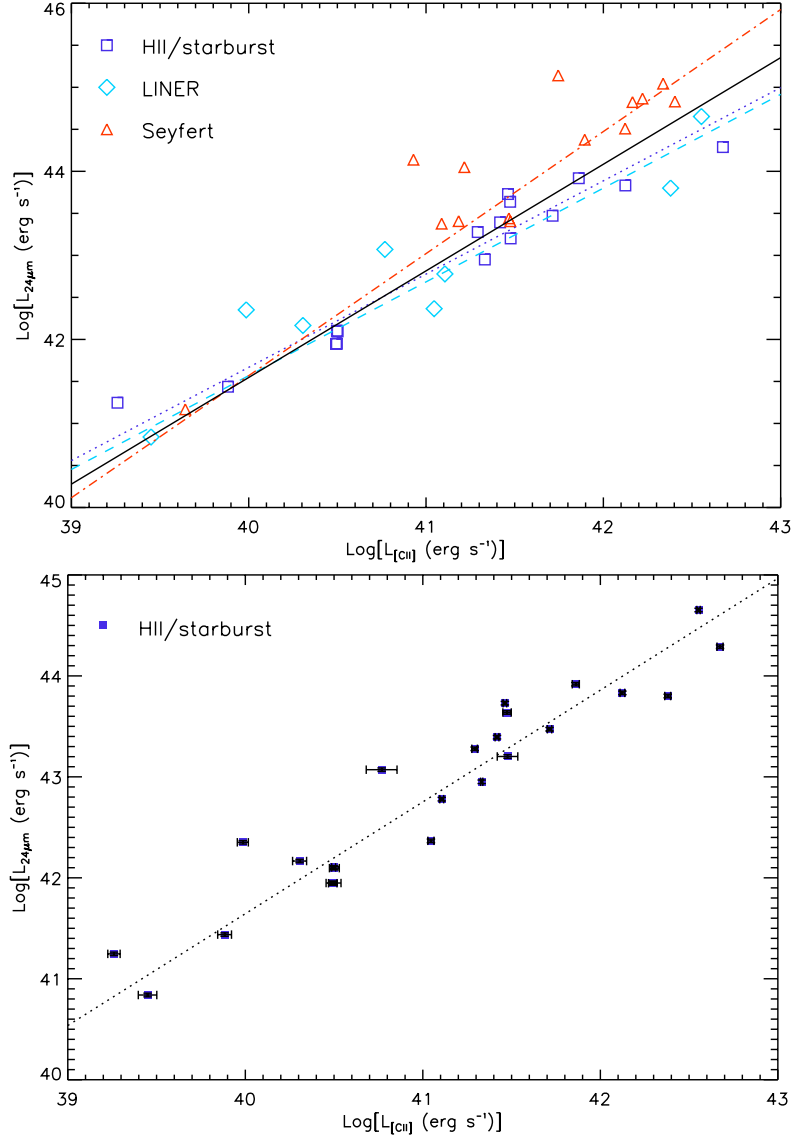 46
HII/starburst
LINER
Seyfert
44
42
40
Log[L24μm (erg s⁻¹)]
39 40 41 42 43
Log[L[CII] (erg s⁻¹)]
45
HII/starburst
44
43
42
41
40
Log[L24μm (erg s⁻¹)]
39 40 41 42 43
Log[L[CII] (erg s⁻¹)]